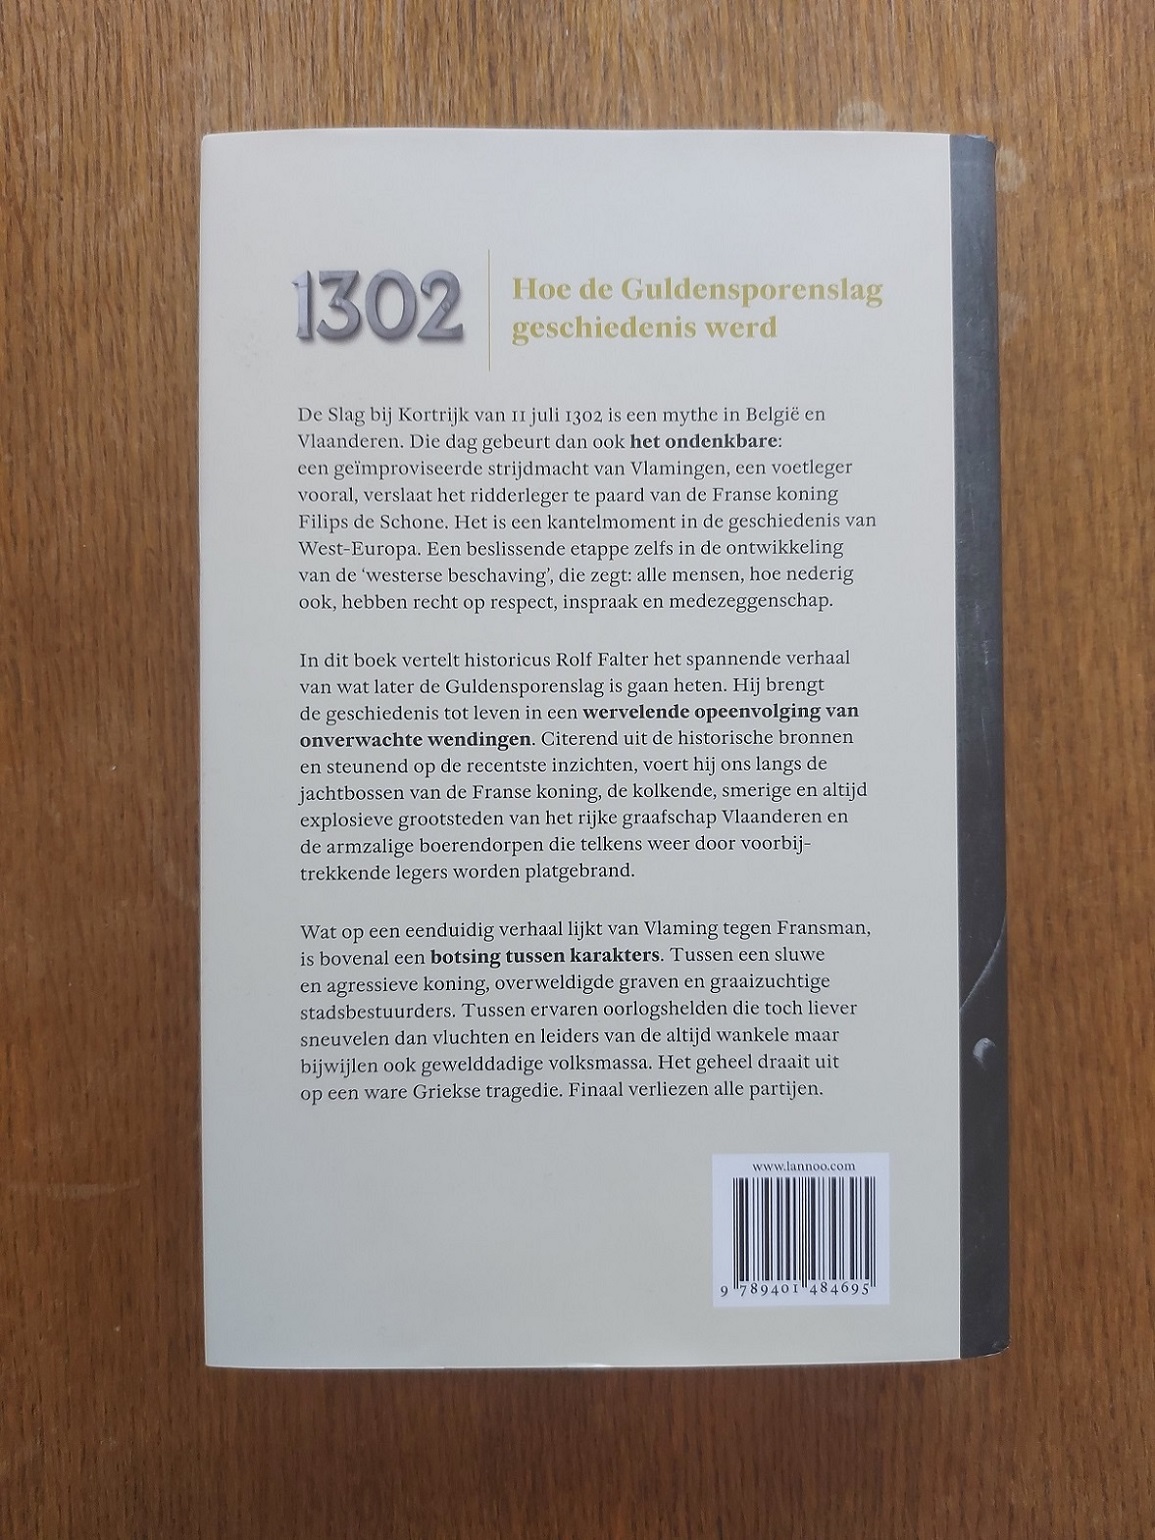 1302
Hoe de Guldensporenslag
geschiedenis werd
De Slag bij Kortrijk van 11 juli 1302 is een mythe in België en
Vlaanderen. Die dag gebeurt dan ook het ondenkbare:
een geïmproviseerde strijdmacht van Vlamingen, een voetleger
vooral, verslaat het ridderleger te paard van de Franse koning
Filips de Schone. Het is een kantelmoment in de geschiedenis van
West-Europa. Een beslissende etappe zelfs in de ontwikkeling
van de ‘westerse beschaving’, die zegt: alle mensen, hoe nederig
ook, hebben recht op respect, inspraak en medezeggenschap.
In dit boek vertelt historicus Rolf Falter het spannende verhaal
van wat later de Guldensporenslag is gaan heten. Hij brengt
de geschiedenis tot leven in een wervelende opeenvolging van
onverwachte wendingen. Citerend uit de historische bronnen
en steunend op de recentste inzichten, voert hij ons langs de
jachtbossen van de Franse koning, de kolkende, smerige en altijd
explosieve grootsteden van het rijke graafschap Vlaanderen en
de armzalige boerendorpen die telkens weer door voorbij-
trekkende legers worden platgebrand.
Wat op een eenduidig verhaal lijkt van Vlaming tegen Fransman,
is bovenal een botsing tussen karakters. Tussen een sluwe
en agressieve koning, overweldigde graven en graaizuchtige
stadsbestuurders. Tussen ervaren oorlogshelden die toch liever
sneuvelen dan vluchten en leiders van de altijd wankele maar
bijwijlen ook gewelddadige volksmassa. Het geheel draait uit
op een ware Griekse tragedie. Finaal verliezen alle partijen.
www.lannoo.com
9 789401 484695